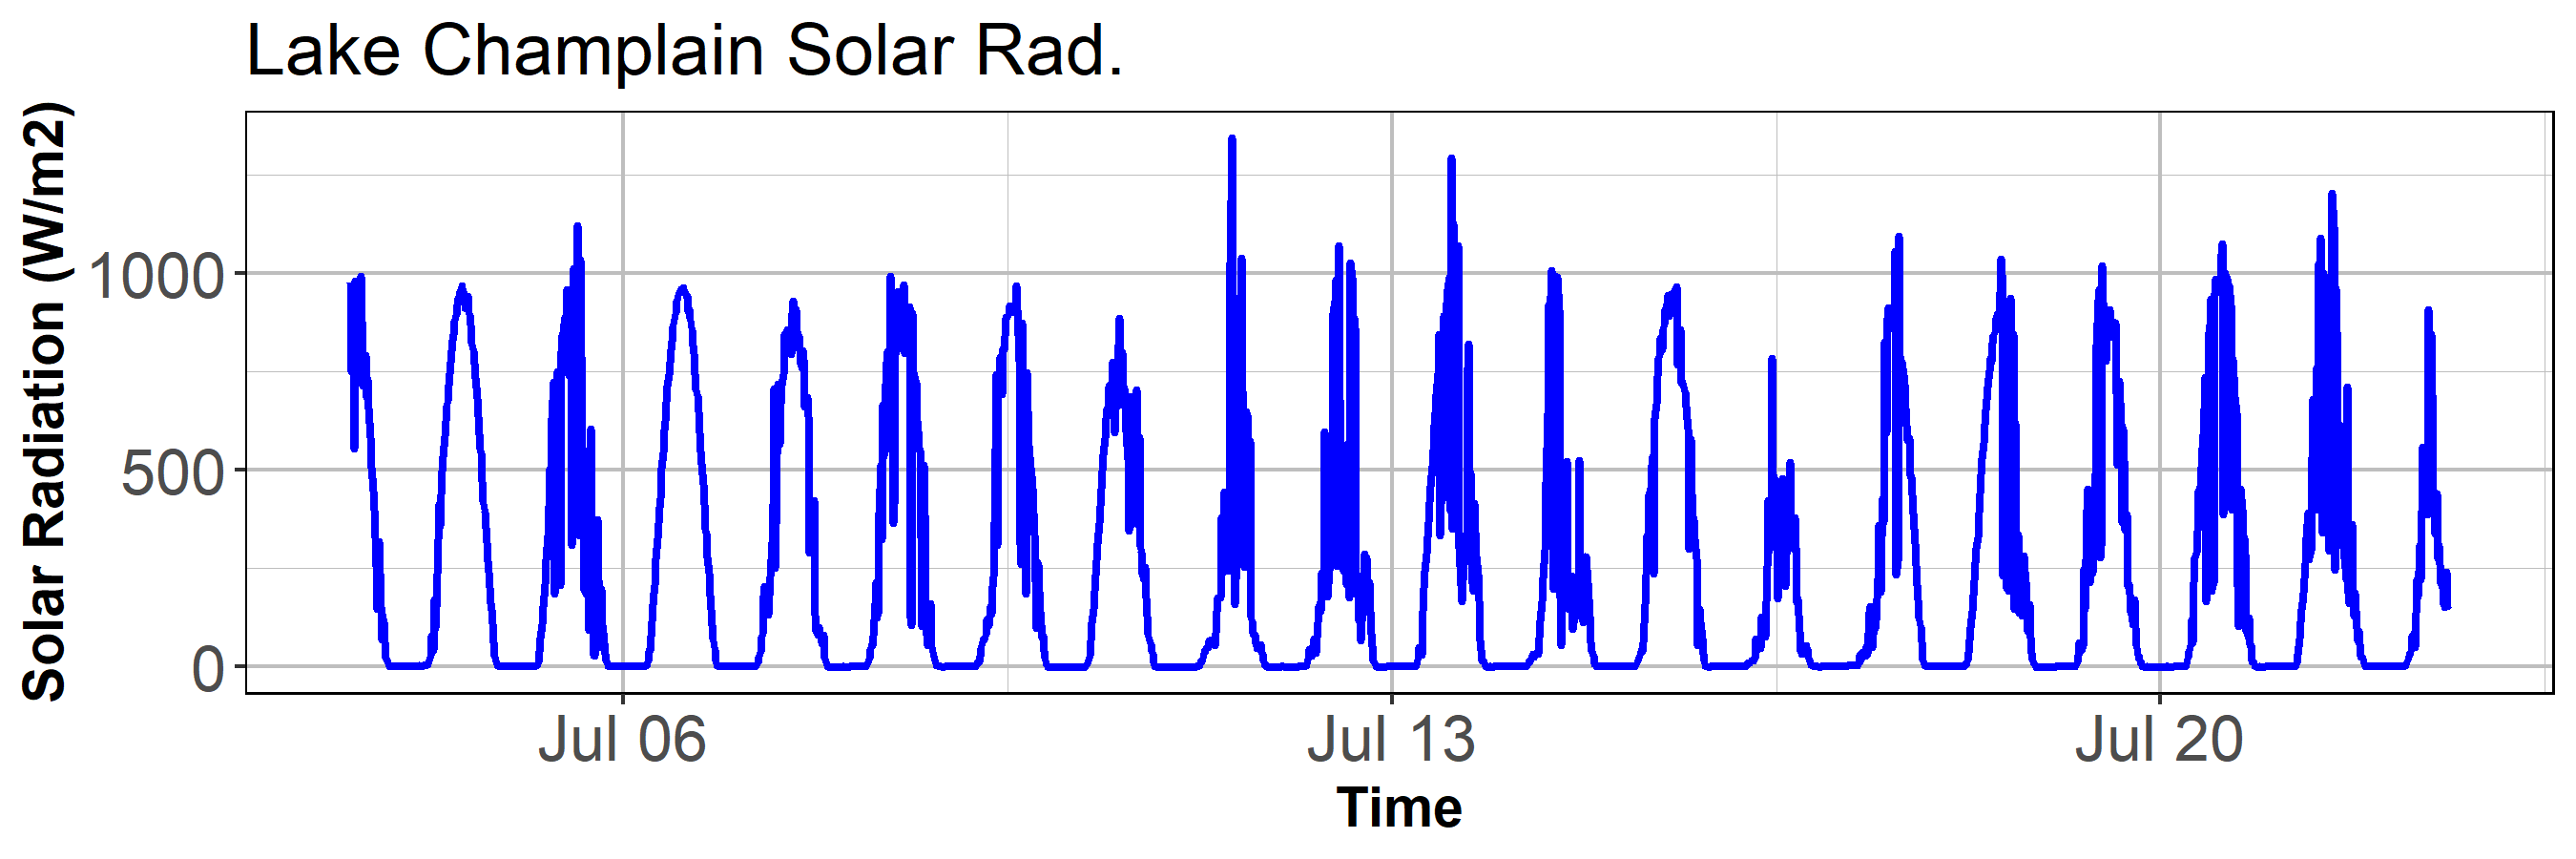 Lake Champlain Solar Rad.
Solar Radiation (W/m2)
1000
500
0
Jul 06
Jul 13
Jul 20
Time